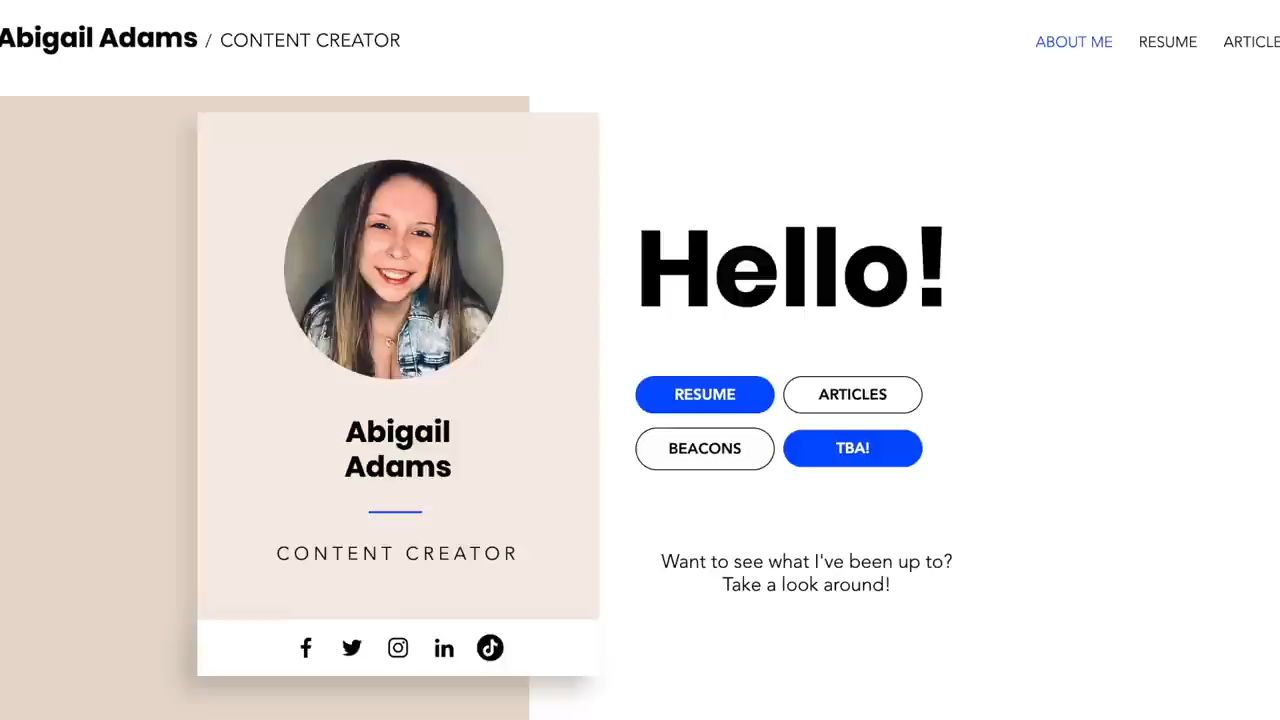 Abigail Adams / CONTENT CREATOR
ABOUT ME RESUME ARTICLE
Hello!
RESUME ARTICLES
BEACONS TBA!
Abigail
Adams
CONTENT CREATOR
Want to see what I've been up to?
Take a look around!